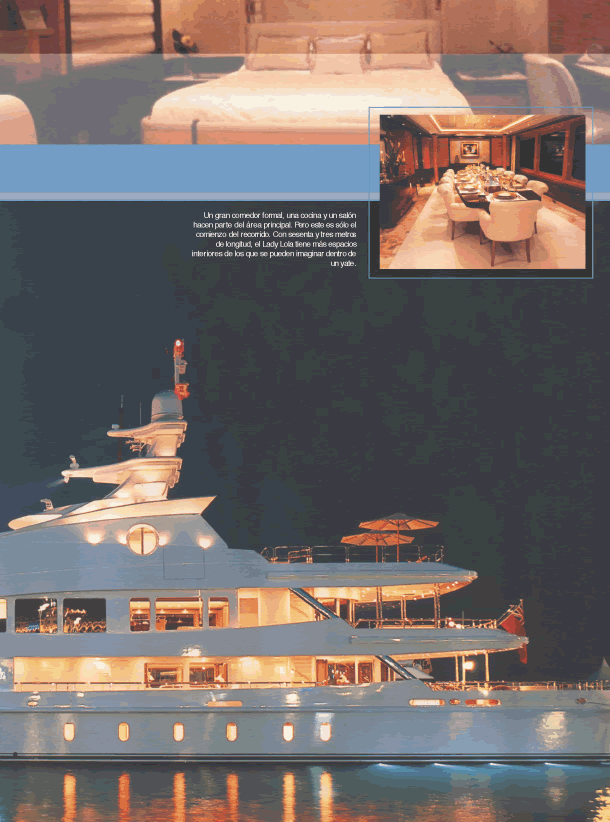 Un gran comedor formal, una cocina y un salón
hacen parte del área principal. Pero este es sólo el
comienzo del recorrido. Con sesenta y tres metros
de longitud, el Lady Lola tiene más espacios
interiores de los que se pueden imaginar dentro de
un yate.